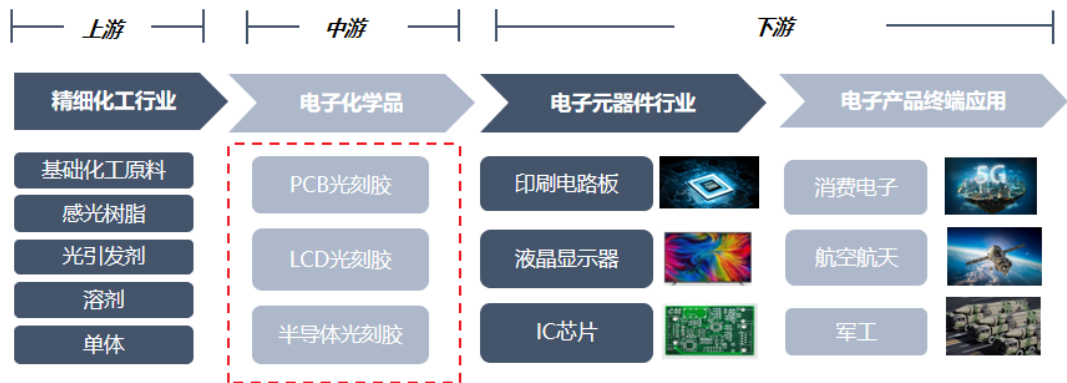 上游
中游
下游
精细化工行业
电子化学品
电子元器件行业
电子产品终端应用
基础化工原料
感光树脂
光引发剂
溶剂
单体
PCB光刻胶
LCD光刻胶
半导体光刻胶
印刷电路板
液晶显示器
IC芯片
消费电子
航空航天
军工
5G